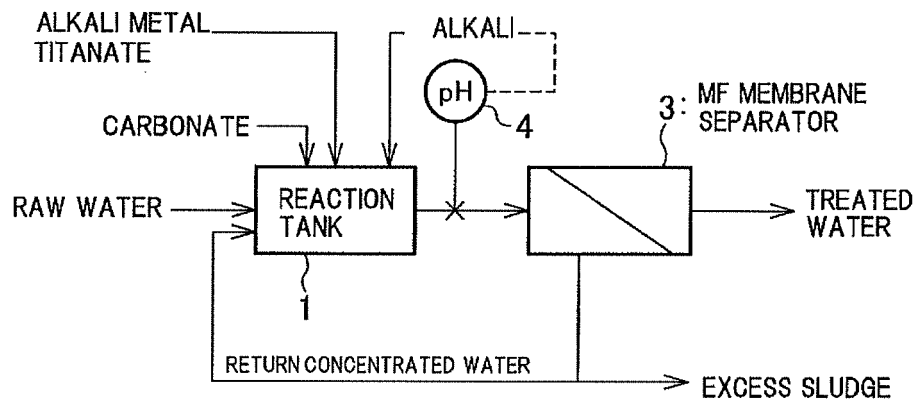 ALKALI METAL
TITANATE
ALKALI
pH
4
3: MF MEMBRANE
SEPARATOR
CARBONATE
RAW WATER
REACTION
TANK
TREATED
WATER
1
RETURN CONCENTRATED WATER
EXCESS SLUDGE